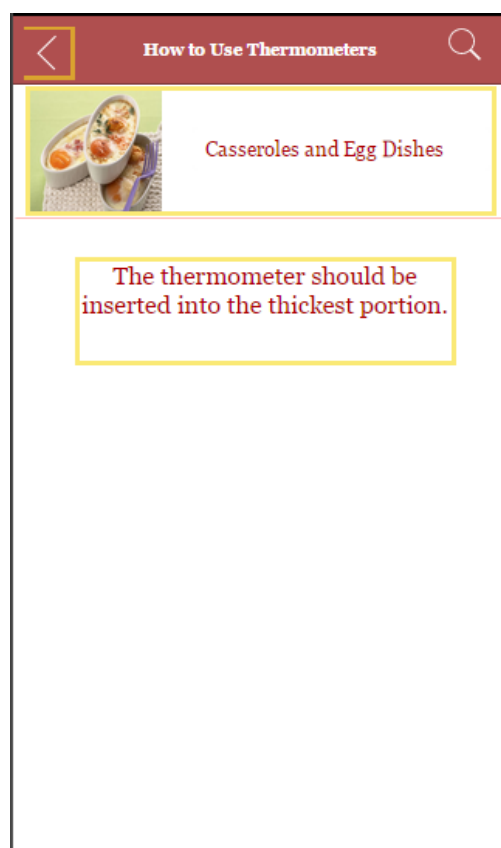 How to Use Thermometers
Casseroles and Egg Dishes
The thermometer should be
inserted into the thickest portion.